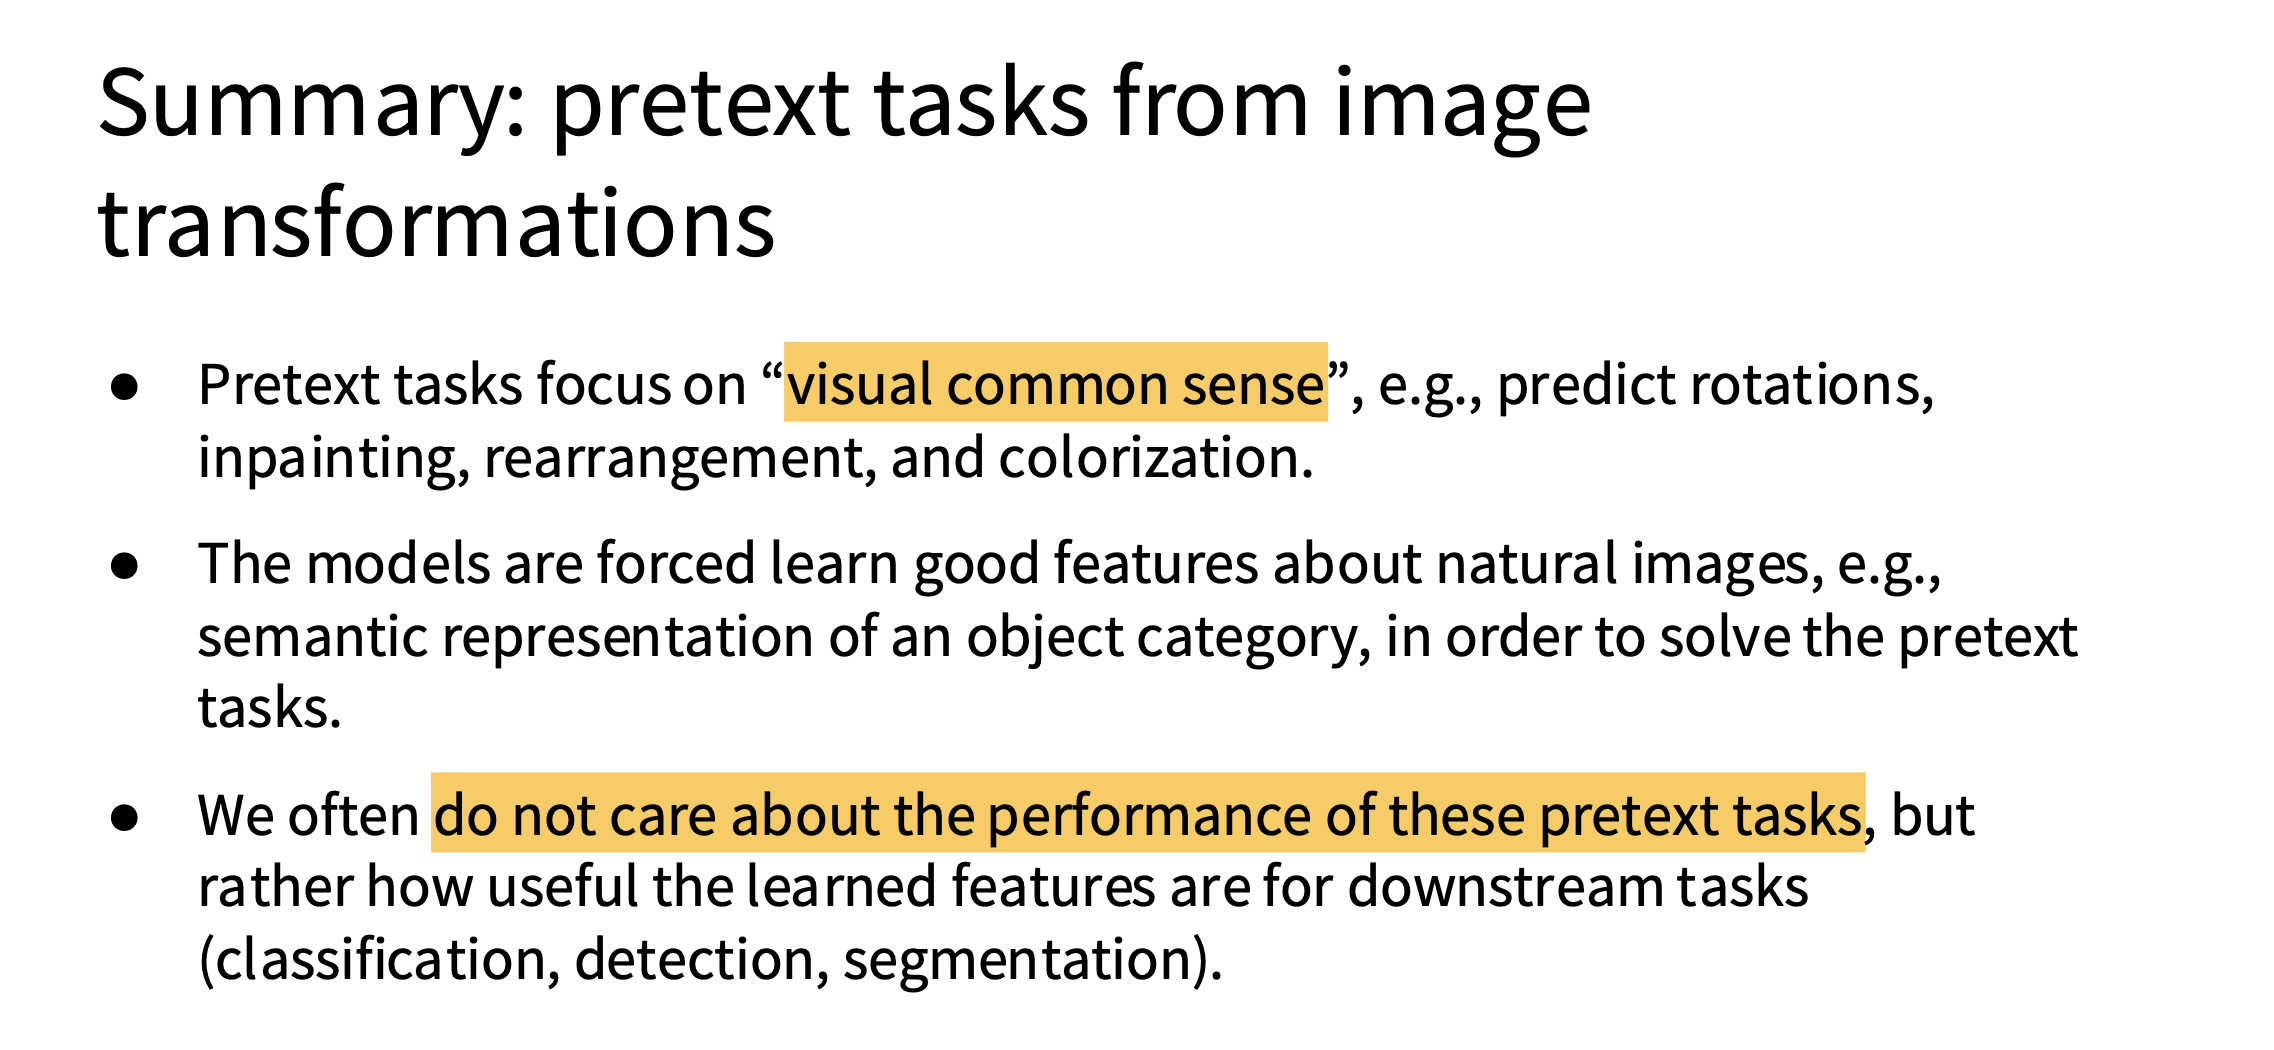 Summary: pretext tasks from image
transformations
● Pretext tasks focus on “visual common sense”, e.g., predict rotations,
inpainting, rearrangement, and colorization.
● The models are forced learn good features about natural images, e.g.,
semantic representation of an object category, in order to solve the pretext
tasks.
● We often do not care about the performance of these pretext tasks, but
rather how useful the learned features are for downstream tasks
(classification, detection, segmentation).